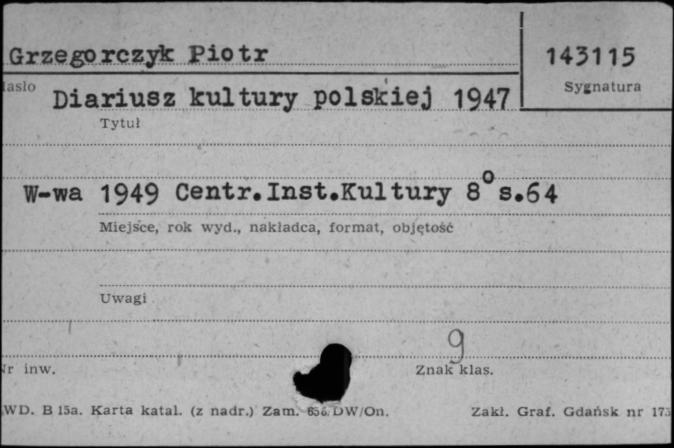 Grzegorczyk Piotr
143115
Hasło
Sygnatura
Diariusz kultury polskiej 1947
Tytuł
W-wa 1949 Centr.Inst.Kultury 8° s.64
Miejsce, rok wyd., nakładca, format, objętość
Uwagi
9
Nr inw.
Znak klas.
WD. B 15a. Karta katal. (z nadr.) Zam. 656/DW/On.
Zakł. Graf. Gdańsk nr 173